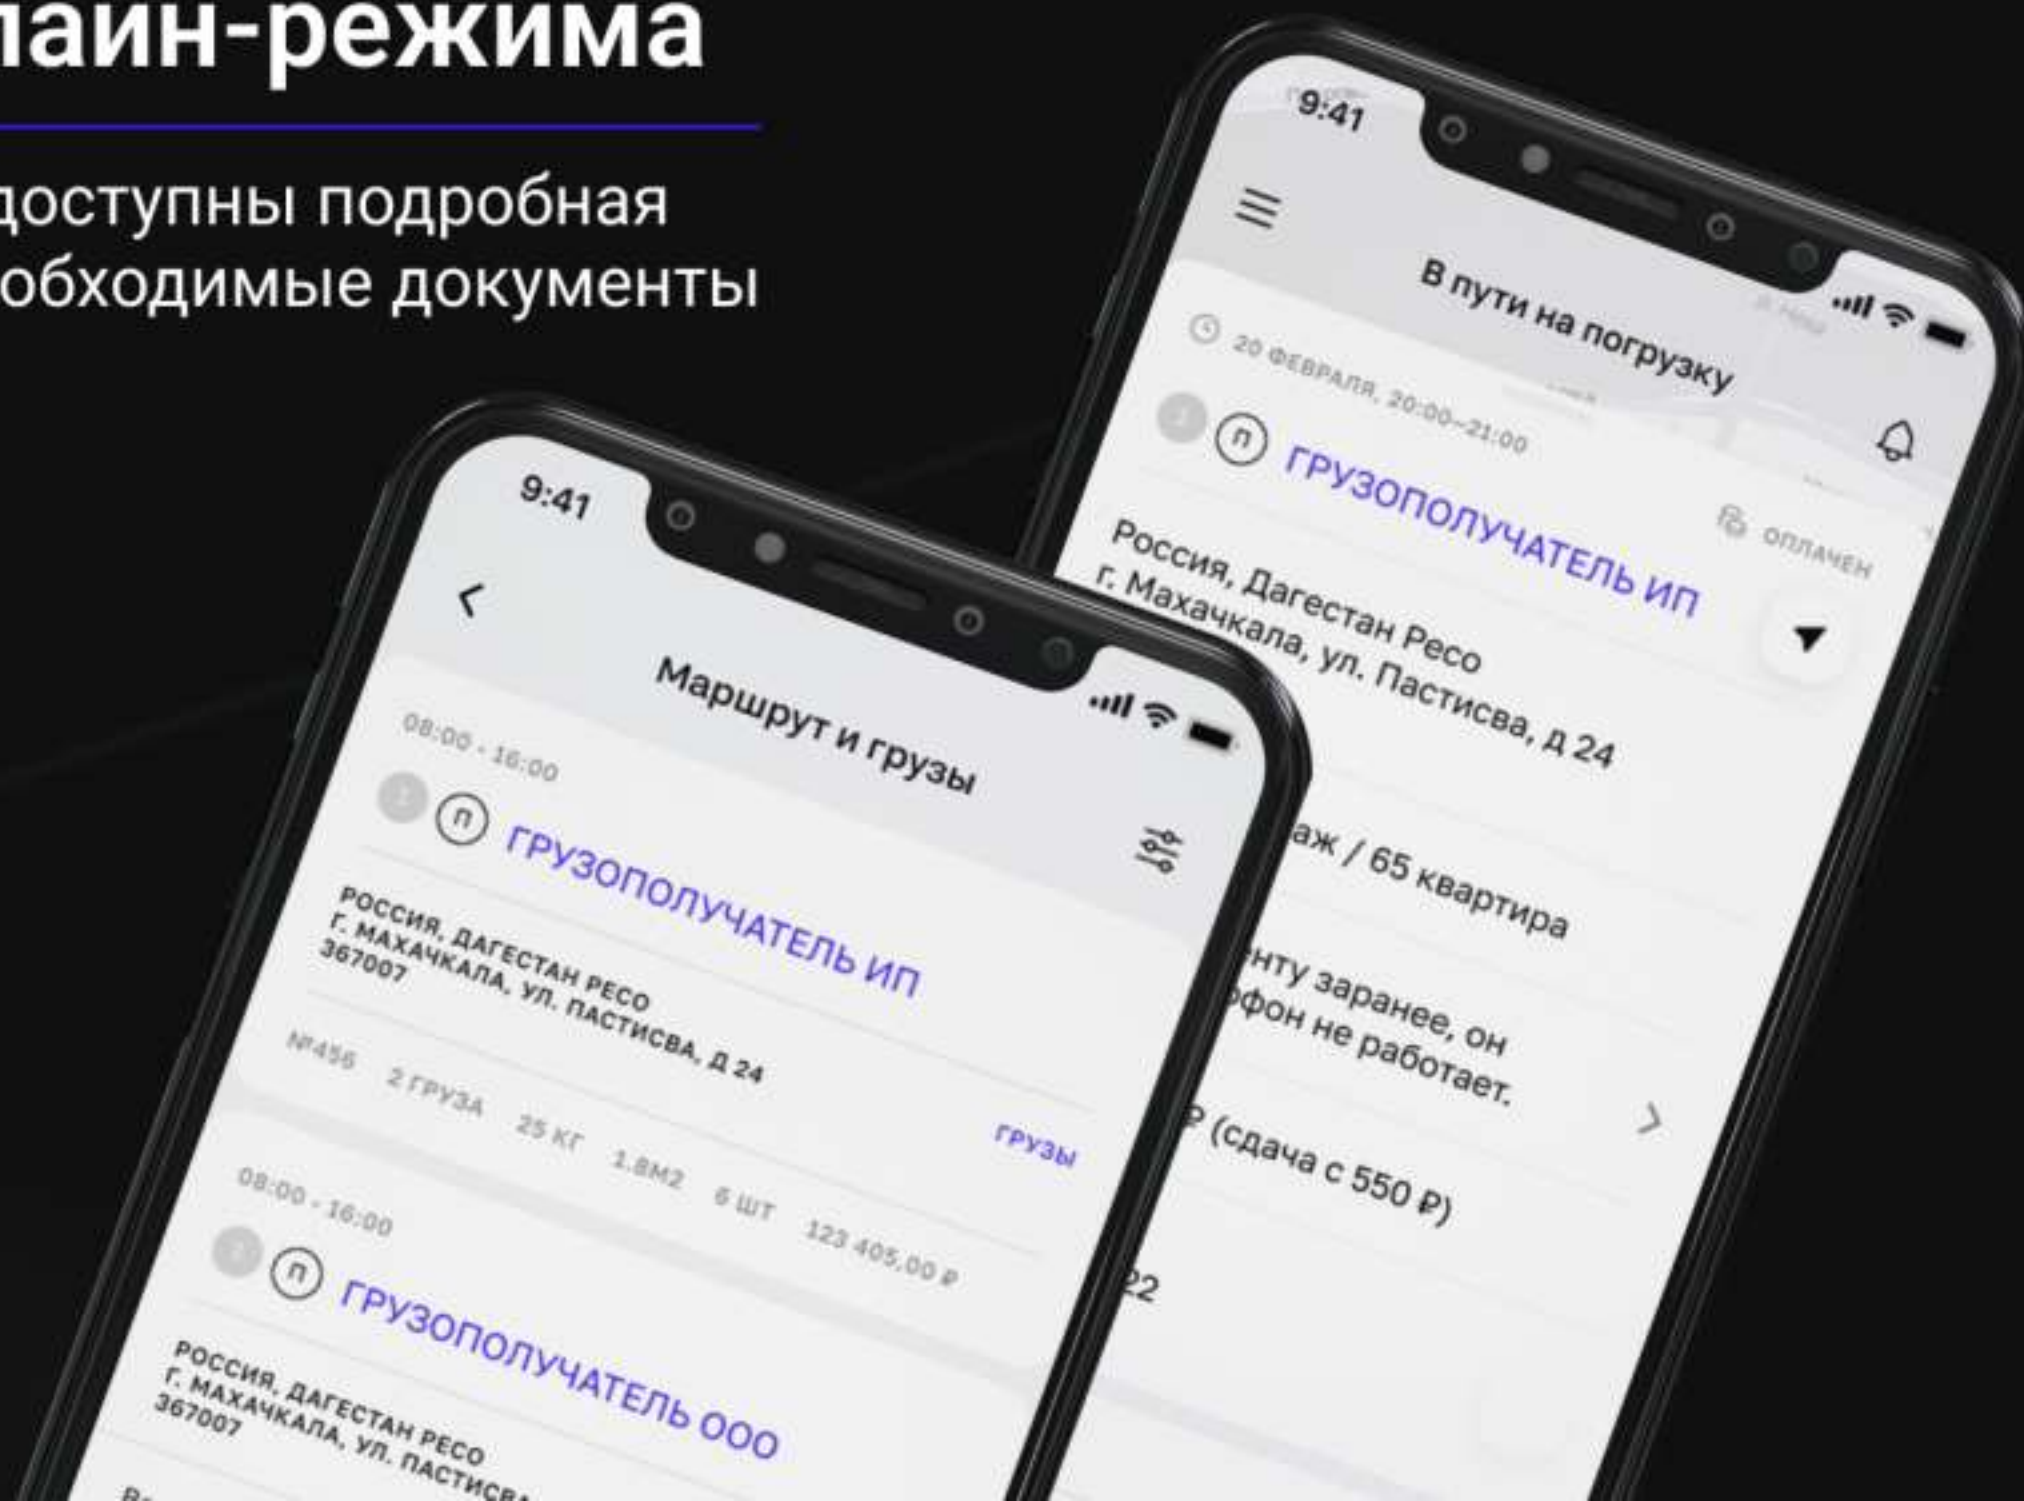 лайн-режима
доступны подробная
обходимые документы
9:41
В пути на погрузку
20 ФЕВРАЛЯ, 20:00–21:00
П ГРУЗОПОЛУЧАТЕЛЬ ИП
ОПЛАЧЕН
Россия, Дагестан Ресо
г. Махачкала, ул. Пастисва, д 24
аж / 65 квартира
нту заранее, он
офон не работает.
₽ (сдача с 550 ₽)
22
9:41
Маршрут и грузы
08:00 - 16:00
П ГРУЗОПОЛУЧАТЕЛЬ ИП
РОССИЯ, ДАГЕСТАН РЕСО
Г. МАХАЧКАЛА, УЛ. ПАСТИСВА, Д 24
367007
ГРУЗЫ
№456 2 ГРУЗА 25 КГ 1.8М2 6 ШТ 123 405,00 ₽
08:00 - 16:00
П ГРУЗОПОЛУЧАТЕЛЬ ООО
РОССИЯ, ДАГЕСТАН РЕСО
Г. МАХАЧКАЛА, УЛ. ПАСТИСВА
367007